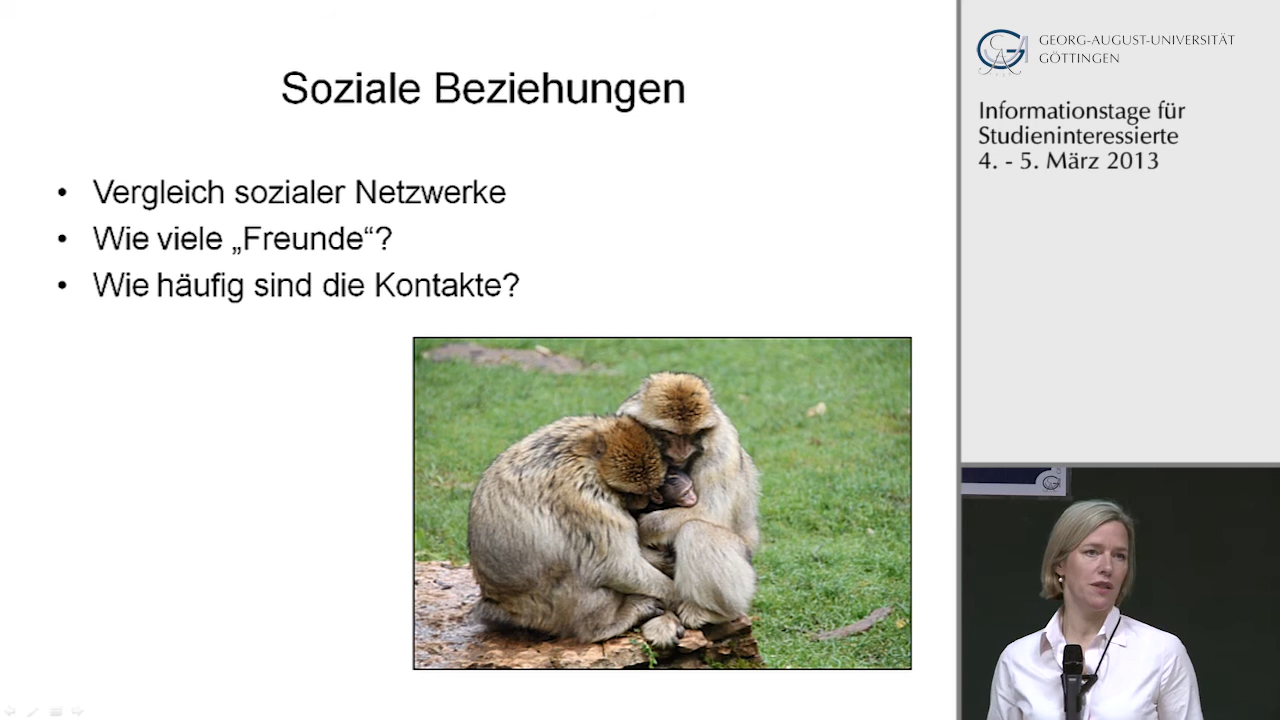 Soziale Beziehungen
• Vergleich sozialer Netzwerke
• Wie viele „Freunde“?
• Wie häufig sind die Kontakte?
GEORG-AUGUST-UNIVERSITÄT
GÖTTINGEN
Informationstage für
Studieninteressierte
4. - 5. März 2013